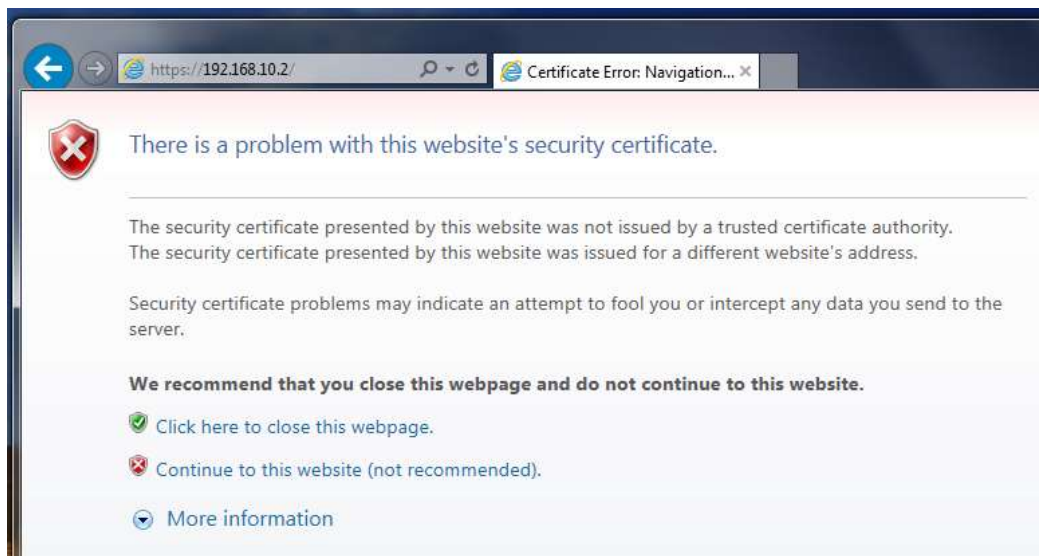 https://192.168.10.2/
Certificate Error: Navigation...
There is a problem with this website's security certificate.
The security certificate presented by this website was not issued by a trusted certificate authority.
The security certificate presented by this website was issued for a different website's address.
Security certificate problems may indicate an attempt to fool you or intercept any data you send to the
server.
We recommend that you close this webpage and do not continue to this website.
Click here to close this webpage.
Continue to this website (not recommended).
More information